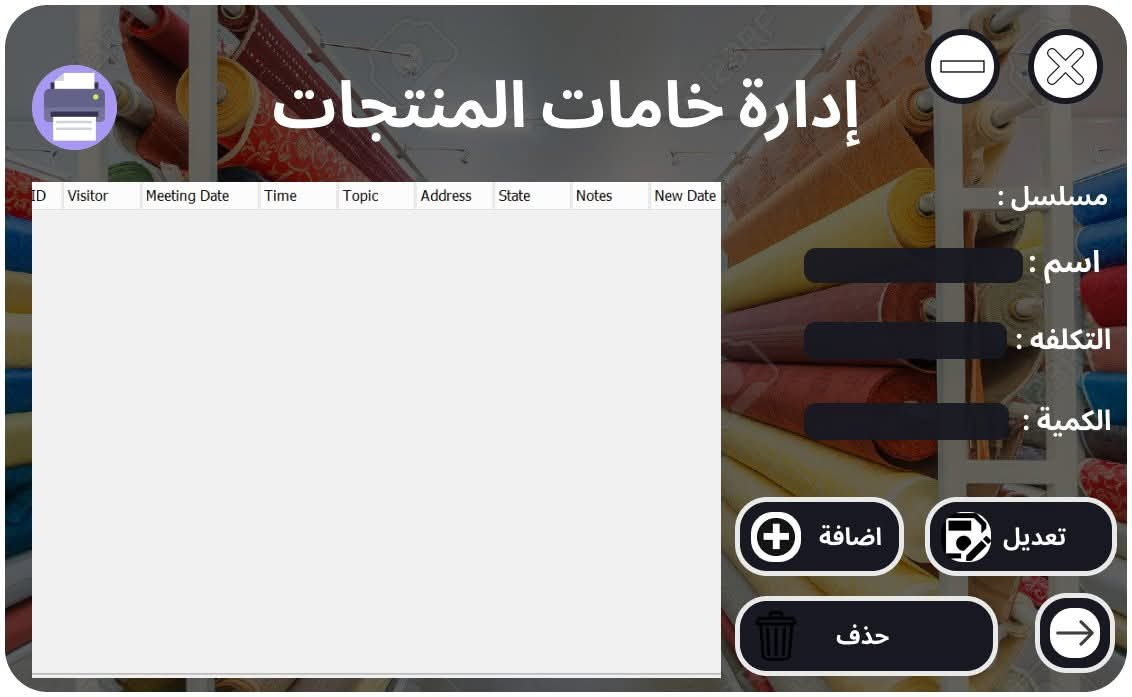 إدارة خامات المنتجات
ID Visitor Meeting Date Time Topic Address State Notes New Date
مسلسل :
اسم :
التكلفه :
الكمية :
تعديل
اضافة
حذف